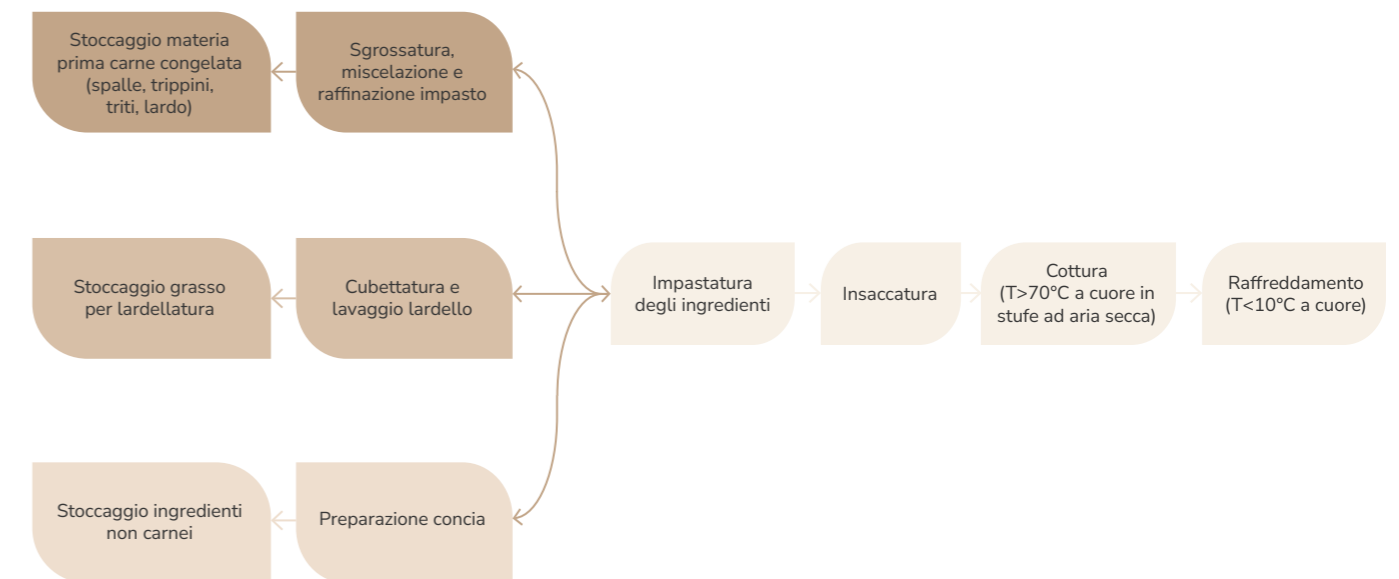 Stoccaggio materia
prima carne congelata
(spalle, trippini,
triti, lardo)
Sgrossatura,
miscelazione e
raffinazione impasto
Stoccaggio grasso
per lardellatura
Cubettatura e
lavaggio lardello
Impastatura
degli ingredienti
Insaccatura
Cottura
(T>70°C a cuore in
stufe ad aria secca)
Raffreddamento
(T<10°C a cuore)
Stoccaggio ingredienti
non carnei
Preparazione concia